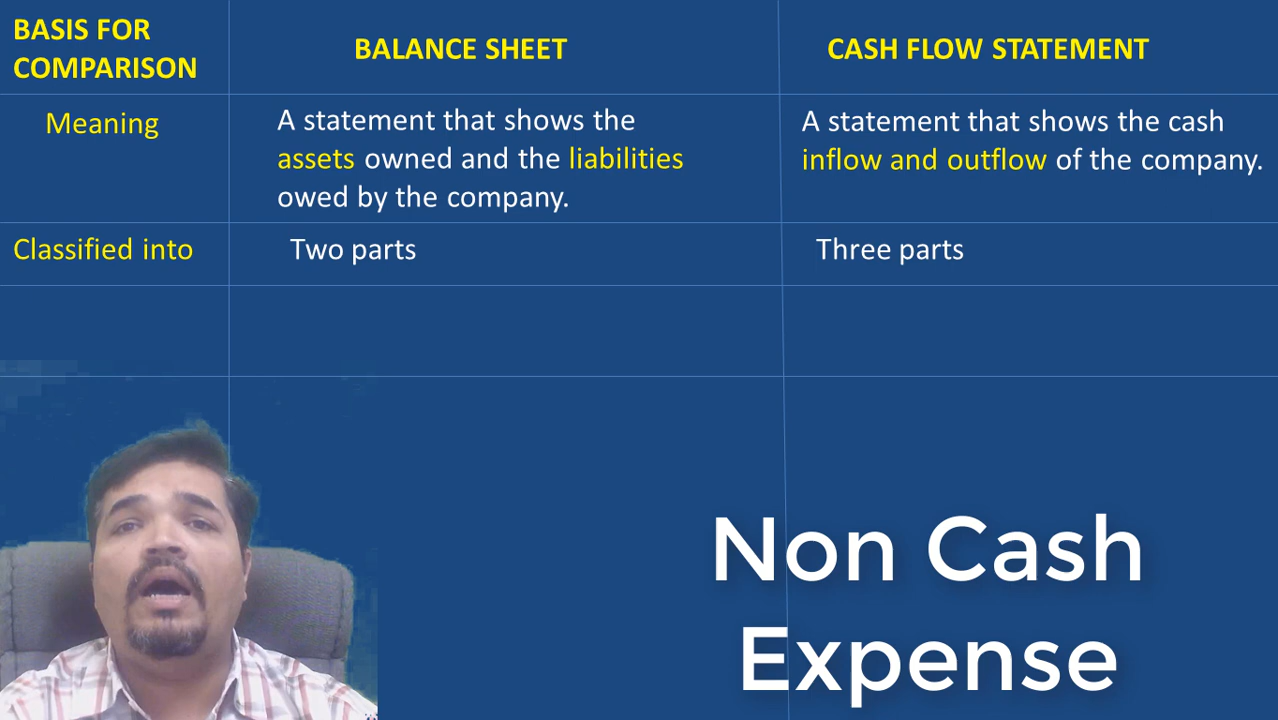 BASIS FOR
COMPARISON
BALANCE SHEET
CASH FLOW STATEMENT
Meaning
A statement that shows the
assets owned and the liabilities
owed by the company.
A statement that shows the cash
inflow and outflow of the company.
Classified into
Two parts
Three parts
Non Cash
Expense